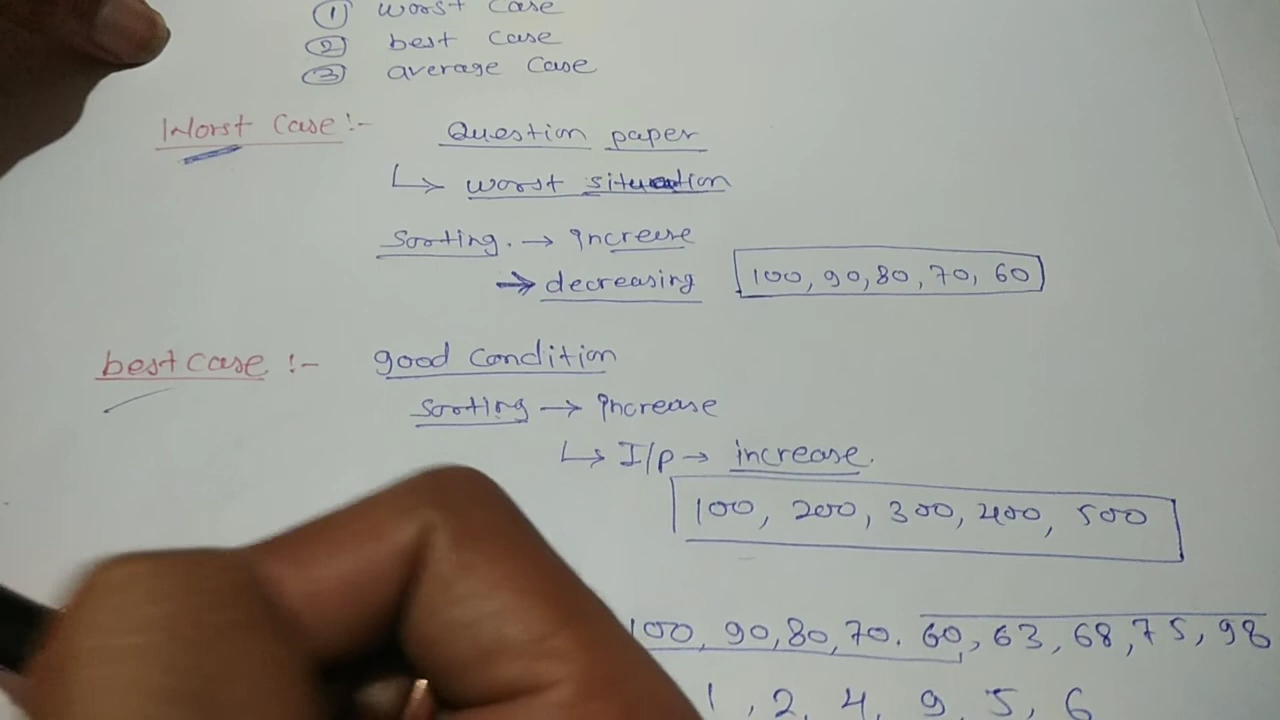 ① worst case
② best case
③ average case
Worst Case :- Question paper
↳ worst situation
Sorting. → increase
→ decreasing 100, 90, 80, 70, 60
best case :- good condition
Sorting → increase
↳ I/p → increase.
100, 200, 300, 400, 500
100, 90, 80, 70. 60, 63, 68, 75, 98
1, 2, 4, 9, 5, 6